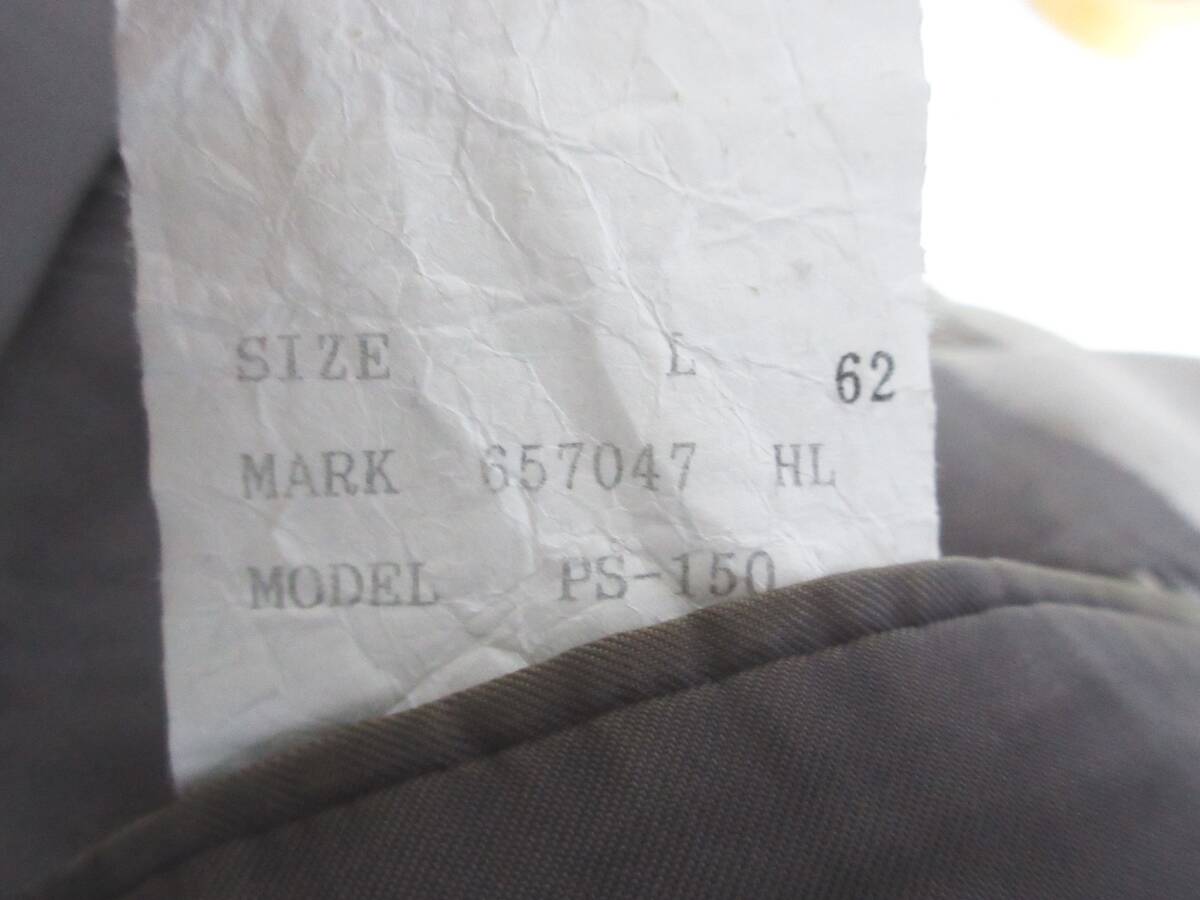 SIZE L 62
MARK 657047 HL
MODEL PS-150